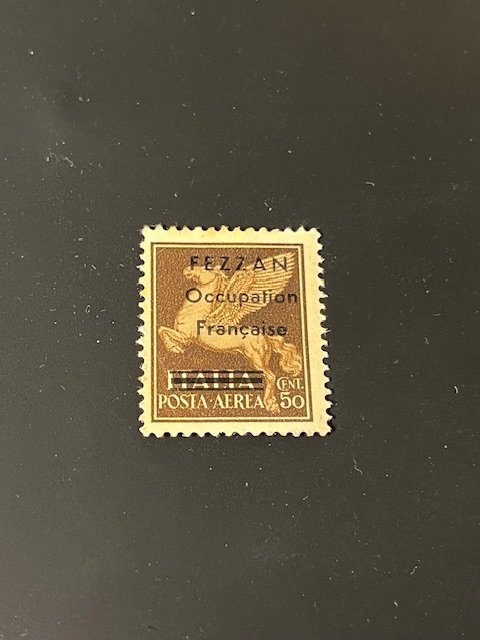 FEZZAN
Occupation
Française
ITALIA
CENT.
POSTA AEREA 50